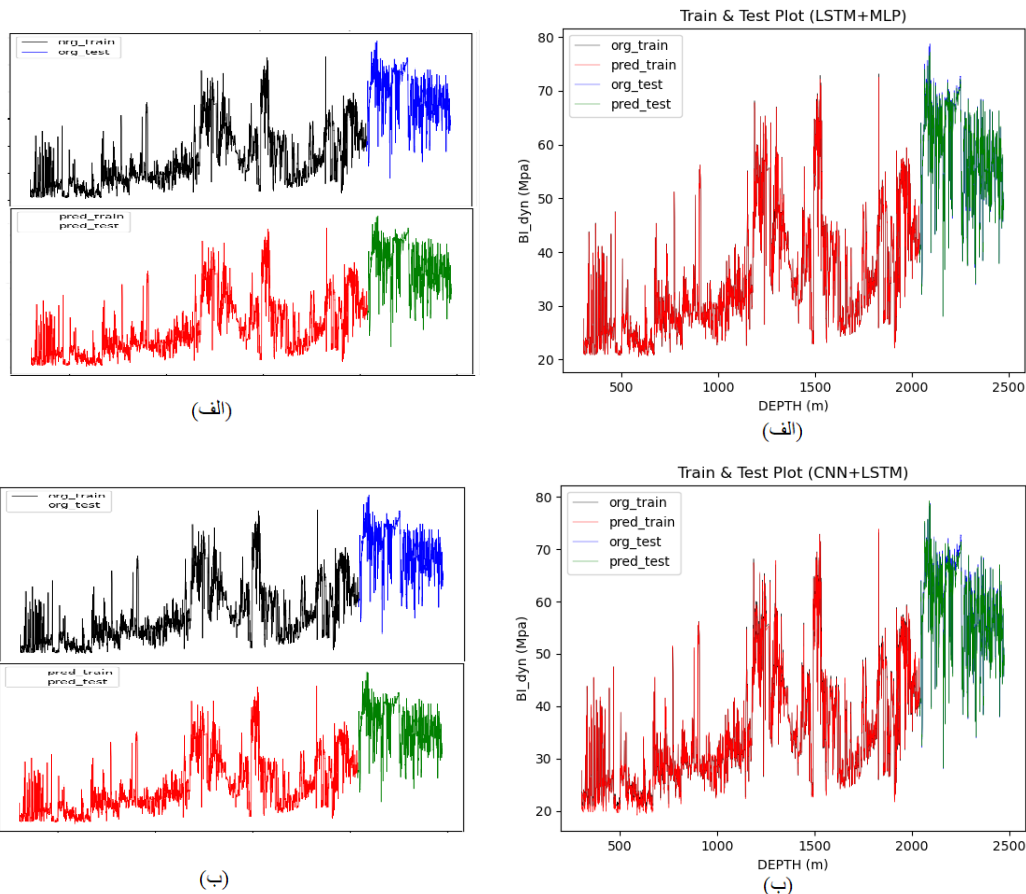 org_train
org_test
pred_train
pred_test
(الف)
Train & Test Plot (LSTM+MLP)
org_train
pred_train
org_test
pred_test
80
70
60
50
40
30
20
BI_dyn (Mpa)
500
1000
1500
2000
2500
DEPTH (m)
(الف)
org_train
org_test
pred_train
pred_test
(ب)
Train & Test Plot (CNN+LSTM)
org_train
pred_train
org_test
pred_test
80
70
60
50
40
30
20
BI_dyn (Mpa)
500
1000
1500
2000
2500
DEPTH (m)
(ب)